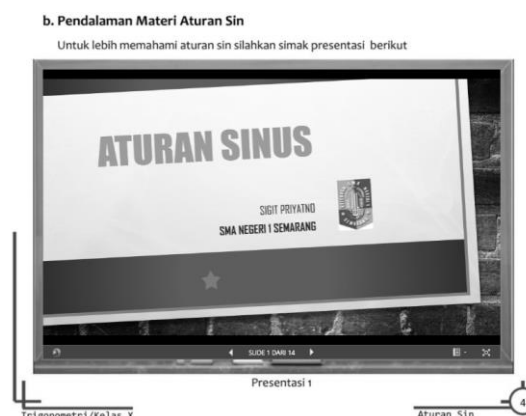 b. Pendalaman Materi Aturan Sin
Untuk lebih memahami aturan sin silahkan simak presentasi berikut
ATURAN SINUS
SIGIT PRIYATNO
SMA NEGERI 1 SEMARANG
SLIDE 1 DARI 14
Presentasi 1
Trigonometri/Kelas X
Aturan Sin
4